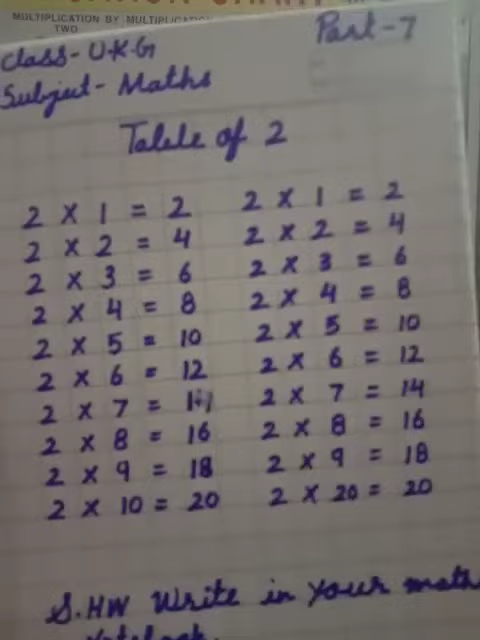 MULTIPLICATION BY MULTIPLICATION
TWO
Part-7
Class- U.K.G
Subject- Maths
Table of 2
2 X 1 = 2 2 X 1 = 2
2 X 2 = 4 2 X 2 = 4
2 X 3 = 6 2 X 3 = 6
2 X 4 = 8 2 X 4 = 8
2 X 5 = 10 2 X 5 = 10
2 X 6 = 12 2 X 6 = 12
2 X 7 = 14 2 X 7 = 14
2 X 8 = 16 2 X 8 = 16
2 X 9 = 18 2 X 9 = 18
2 X 10 = 20 2 X 20 = 20
S.HW Write in your maths